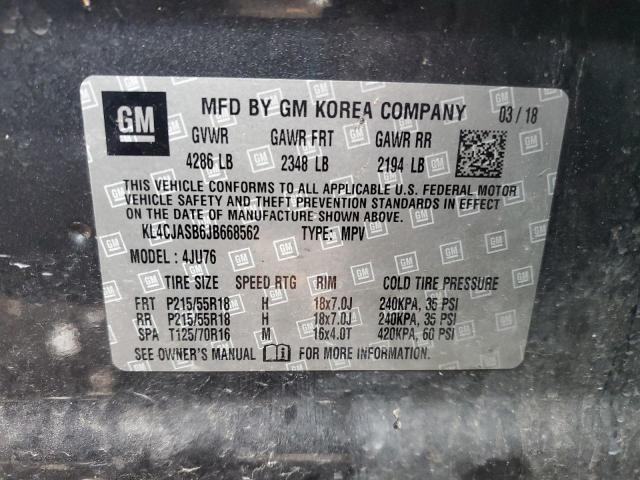 GM MFD BY GM KOREA COMPANY 03/18
GVWR GAWR FRT GAWR RR
4286 LB 2348 LB 2194 LB
THIS VEHICLE CONFORMS TO ALL APPLICABLE U.S. FEDERAL MOTOR
VEHICLE SAFETY AND THEFT PREVENTION STANDARDS IN EFFECT
ON THE DATE OF MANUFACTURE SHOWN ABOVE.
KL4CJASB6JB668562 TYPE: MPV
MODEL: 4JU76
TIRE SIZE SPEED RTG RIM COLD TIRE PRESSURE
FRT P215/55R18 H 18x7.0J 240KPA, 35 PSI
RR P215/55R18 H 18x7.0J 240KPA, 35 PSI
SPA T125/70R16 M 16x4.0T 420KPA, 60 PSI
SEE OWNER'S MANUAL FOR MORE INFORMATION.